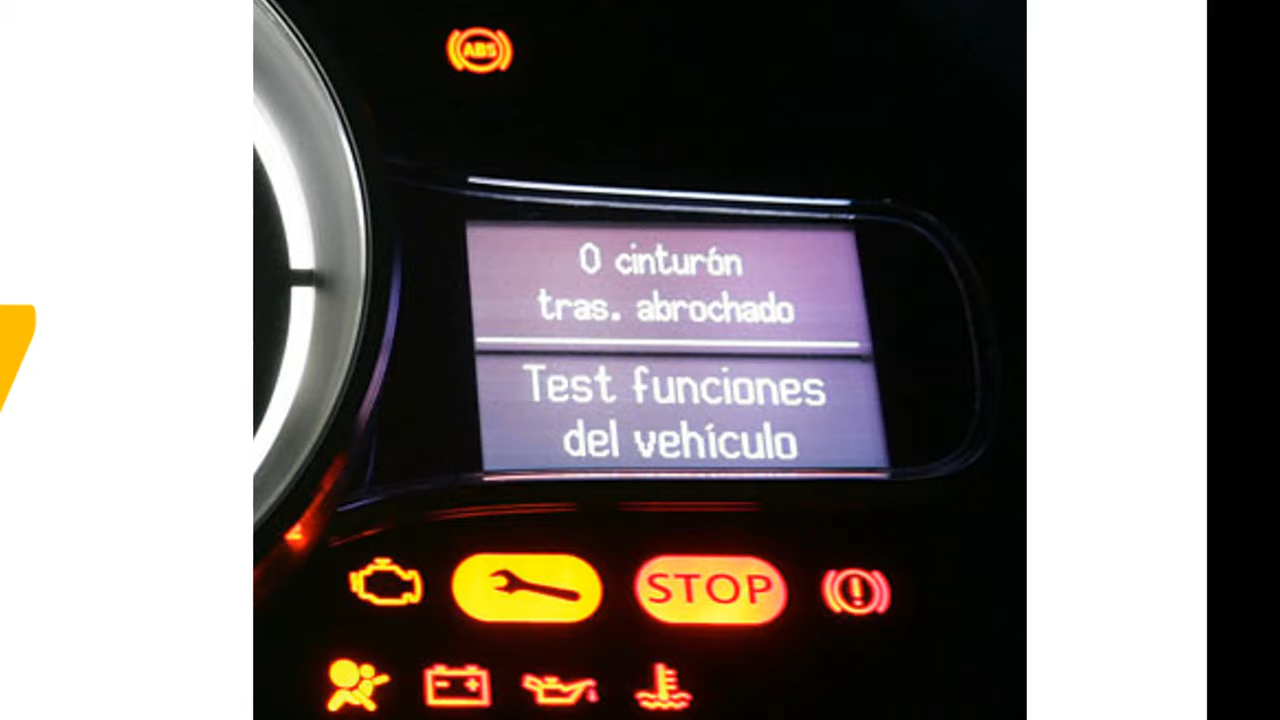 ABS
0 cinturón
tras. abrochado
Test funciones
del vehículo
STOP